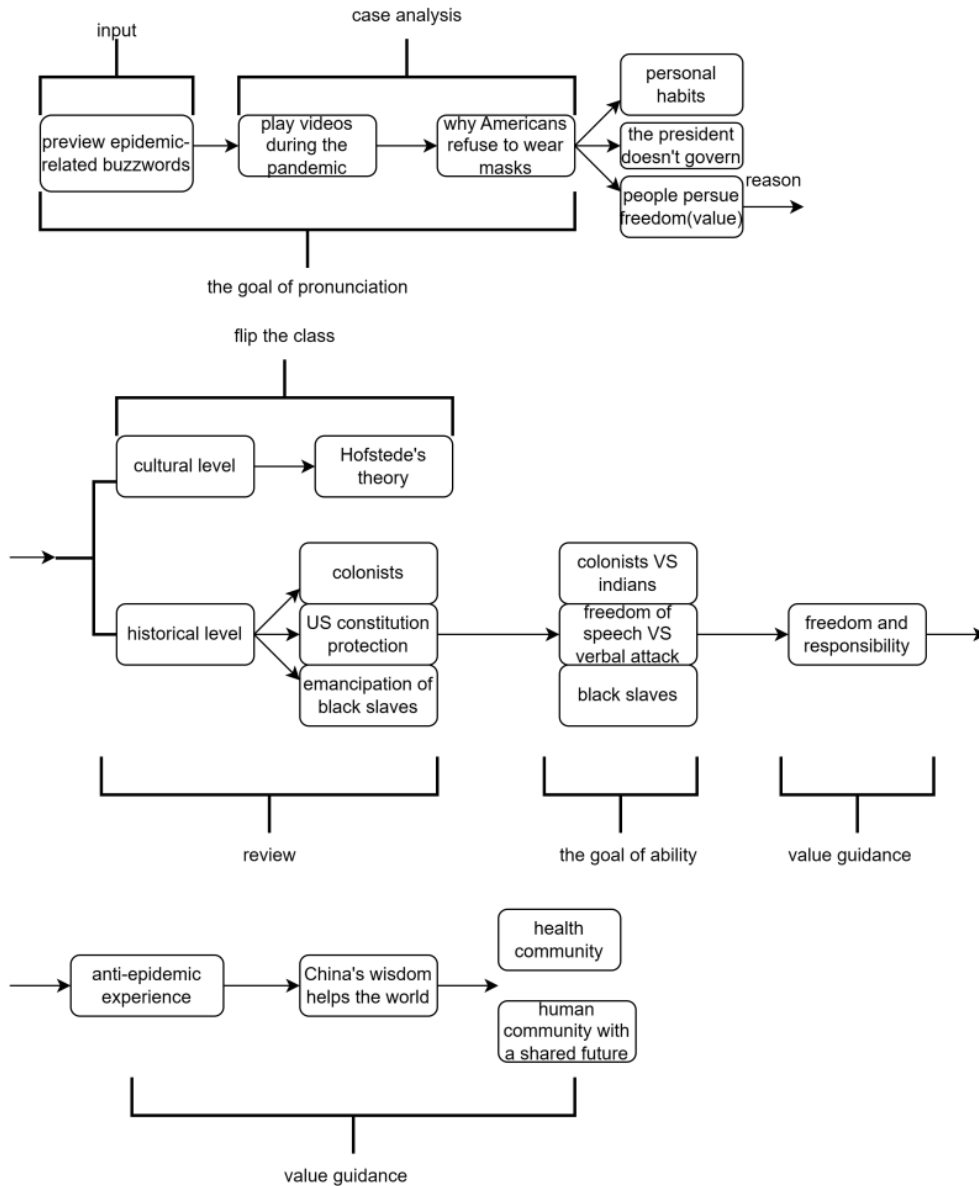 input
case analysis
preview epidemic-
related buzzwords
play videos
during the
pandemic
why Americans
refuse to wear
masks
personal
habits
the president
doesn't govern
people persue
freedom(value)
reason
the goal of pronunciation
flip the class
cultural level
Hofstede's
theory
historical level
colonists
US constitution
protection
emancipation of
black slaves
colonists VS
indians
freedom of
speech VS
verbal attack
black slaves
freedom and
responsibility
review
the goal of ability
value guidance
anti-epidemic
experience
China's wisdom
helps the world
health
community
human
community with
a shared future
value guidance